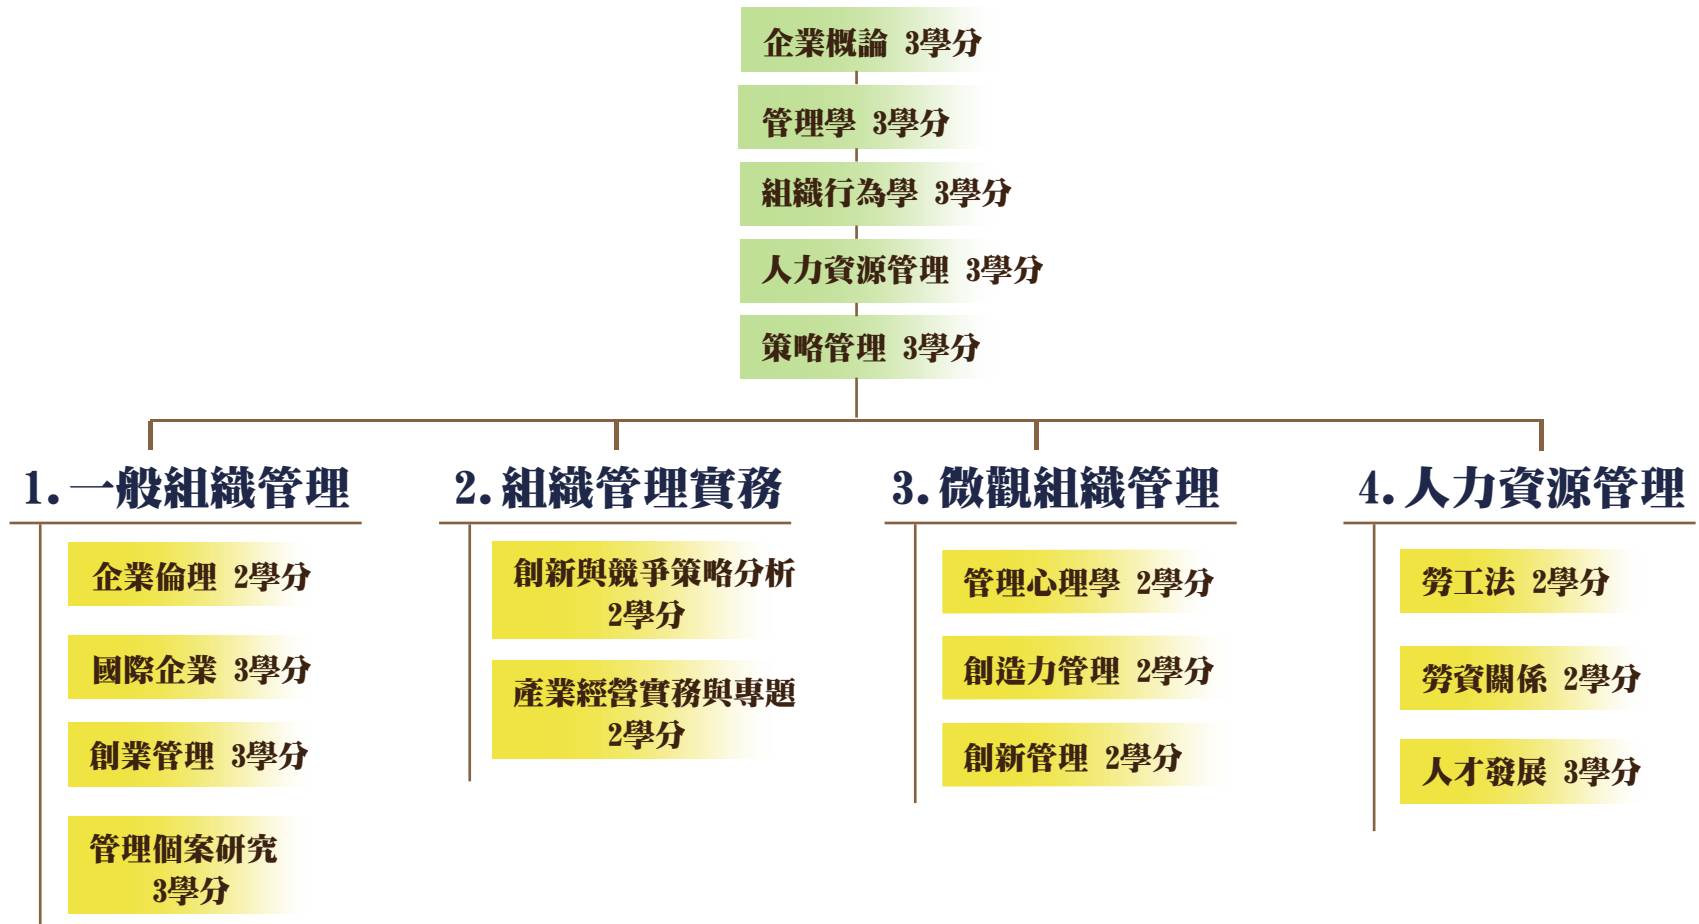 企業概論 3學分
管理學 3學分
組織行為學 3學分
人力資源管理 3學分
策略管理 3學分
1.一般組織管理
企業倫理 2學分
國際企業 3學分
創業管理 3學分
管理個案研究
3學分
2.組織管理實務
創新與競爭策略分析
2學分
產業經營實務與專題
2學分
3.微觀組織管理
管理心理學 2學分
創造力管理 2學分
創新管理 2學分
4.人力資源管理
勞工法 2學分
勞資關係 2學分
人才發展 3學分